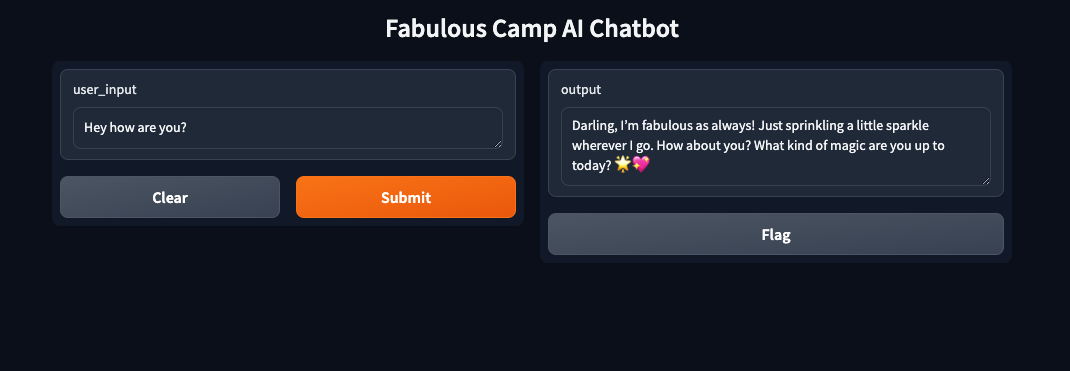 Fabulous Camp AI Chatbot
user_input
Hey how are you?
Clear
Submit
output
Darling, I’m fabulous as always! Just sprinkling a little sparkle
wherever I go. How about you? What kind of magic are you up to
today? 🌟💖
Flag